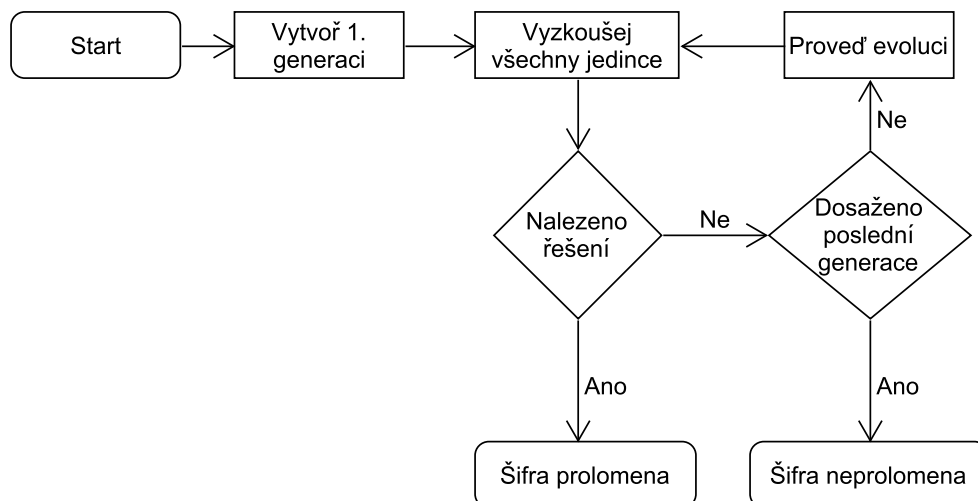 Start
Vytvoř 1.
generaci
Vyzkoušej
všechny jedince
Proveď evoluci
Ne
Nalezeno
řešení
Ne
Dosaženo
poslední
generace
Ano
Ano
Šifra prolomena
Šifra neprolomena